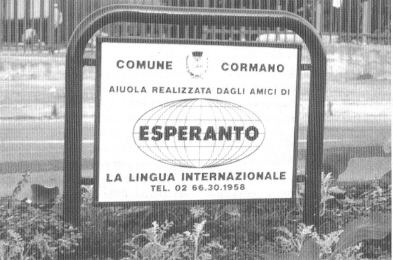 COMUNE CORMANO
AIUOLA REALIZZATA DAGLI AMICI DI
ESPERANTO
LA LINGUA INTERNAZIONALE
TEL. 02 66.30.1958